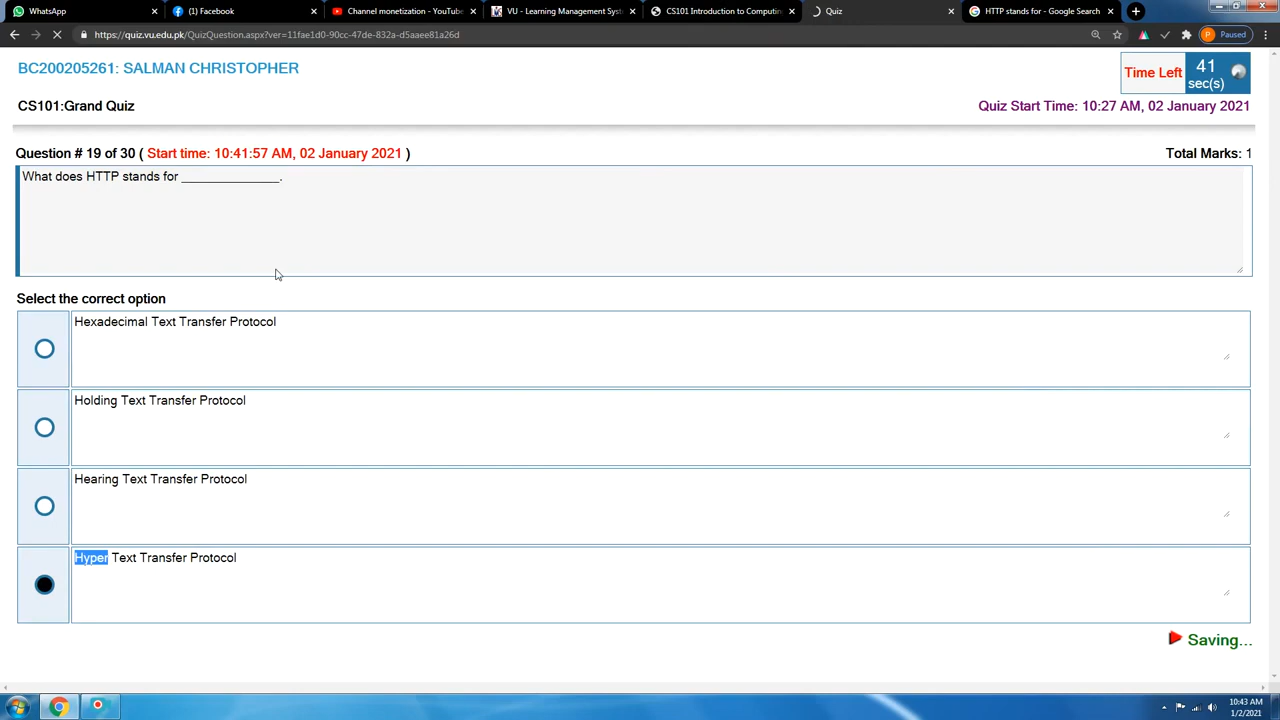 WhatsApp
(1) Facebook
Channel monetization - YouTube
VU - Learning Management Syst
CS101 Introduction to Computin
Quiz
HTTP stands for - Google Search
https://quiz.vu.edu.pk/QuizQuestion.aspx?ver=11fae1d0-90cc-47de-832a-d5aaee81a26d
P
Paused
BC200205261: SALMAN CHRISTOPHER
Time Left 41 sec(s)
CS101:Grand Quiz
Quiz Start Time: 10:27 AM, 02 January 2021
Question # 19 of 30 ( Start time: 10:41:57 AM, 02 January 2021 )
Total Marks: 1
What does HTTP stands for _______________.
Select the correct option
Hexadecimal Text Transfer Protocol
Holding Text Transfer Protocol
Hearing Text Transfer Protocol
Hyper Text Transfer Protocol
Saving...
10:43 AM
1/2/2021